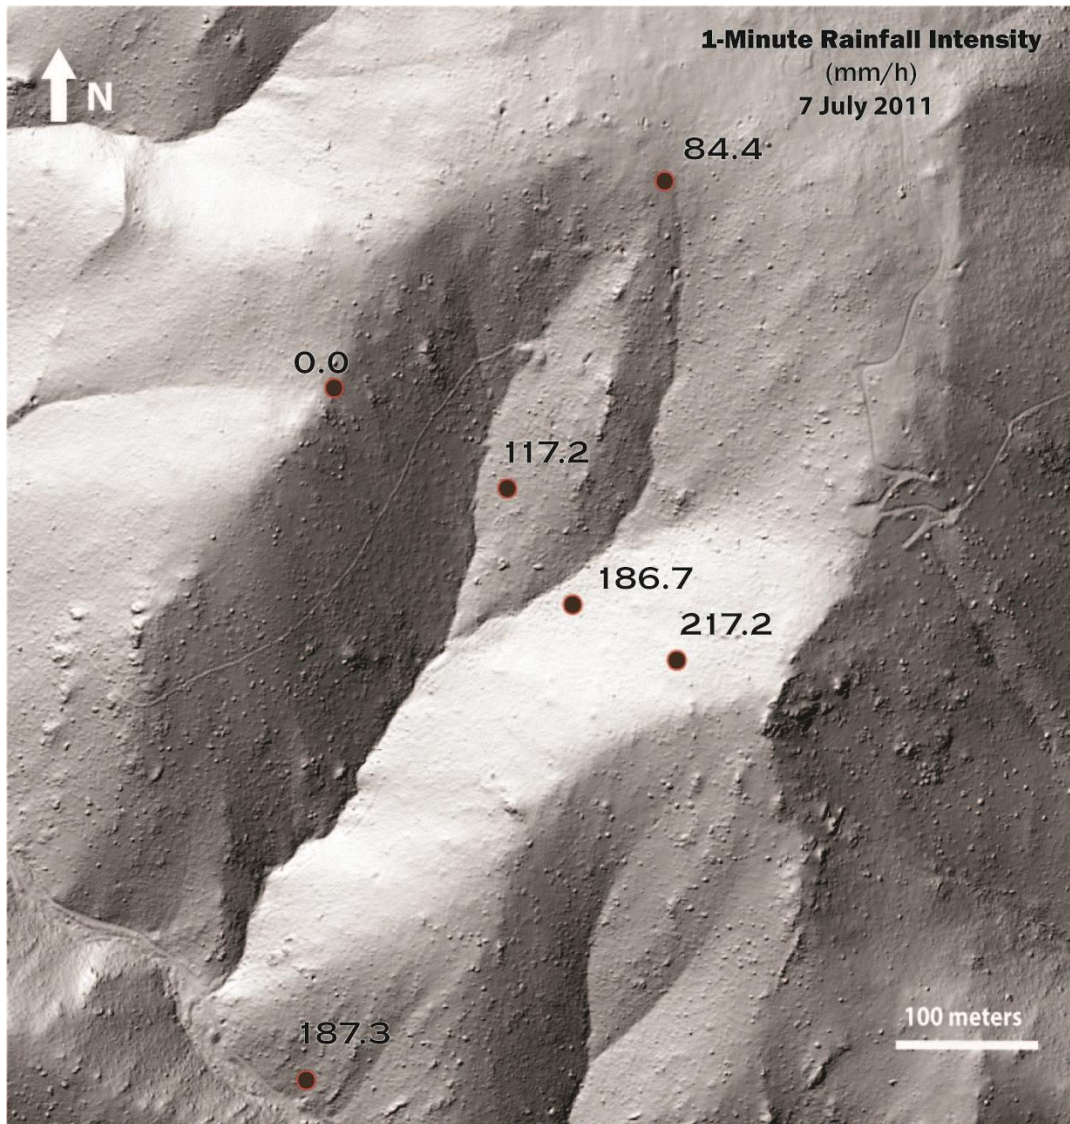 1-Minute Rainfall Intensity
(mm/h)
7 July 2011
N
84.4
0.0
117.2
186.7
217.2
187.3
100 meters